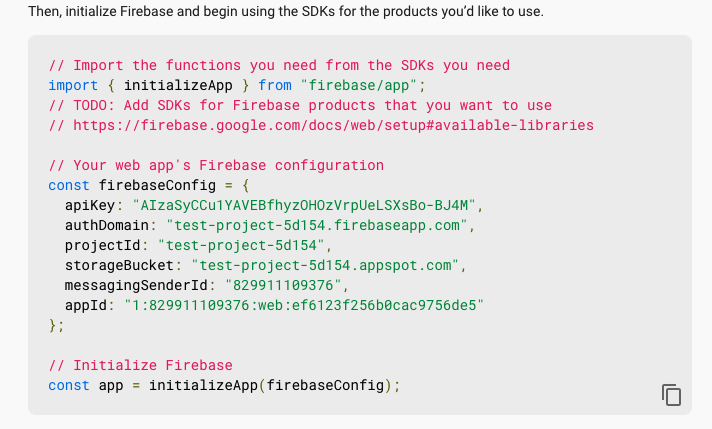 Then, initialize Firebase and begin using the SDKs for the products you’d like to use.
// Import the functions you need from the SDKs you need
import { initializeApp } from "firebase/app";
// TODO: Add SDKs for Firebase products that you want to use
// https://firebase.google.com/docs/web/setup#available-libraries
// Your web app's Firebase configuration
const firebaseConfig = {
apiKey: "AIzaSyCCu1YAVEBfhyzOHOzVrpUeLSXsBo-BJ4M",
authDomain: "test-project-5d154.firebaseapp.com",
projectId: "test-project-5d154",
storageBucket: "test-project-5d154.appspot.com",
messagingSenderId: "829911109376",
appId: "1:829911109376:web:ef6123f256b0cac9756de5"
};
// Initialize Firebase
const app = initializeApp(firebaseConfig);